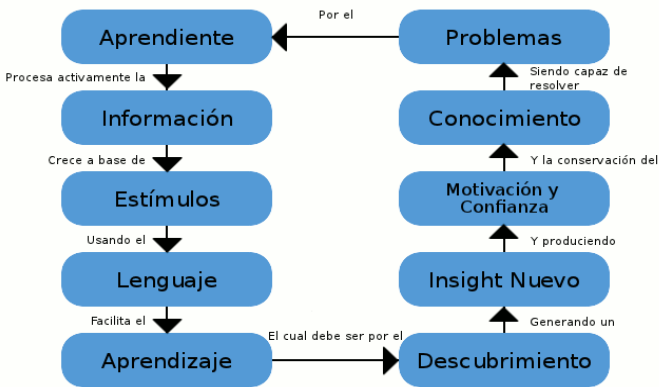 Aprendiente
Por el
Problemas
Procesa activamente la
Siendo capaz de
resolver
Información
Conocimiento
Crece a base de
Y la conservación del
Estímulos
Motivación y
Confianza
Usando el
Y produciendo
Lenguaje
Insight Nuevo
Facilita el
Generando un
Aprendizaje
El cual debe ser por el
Descubrimiento